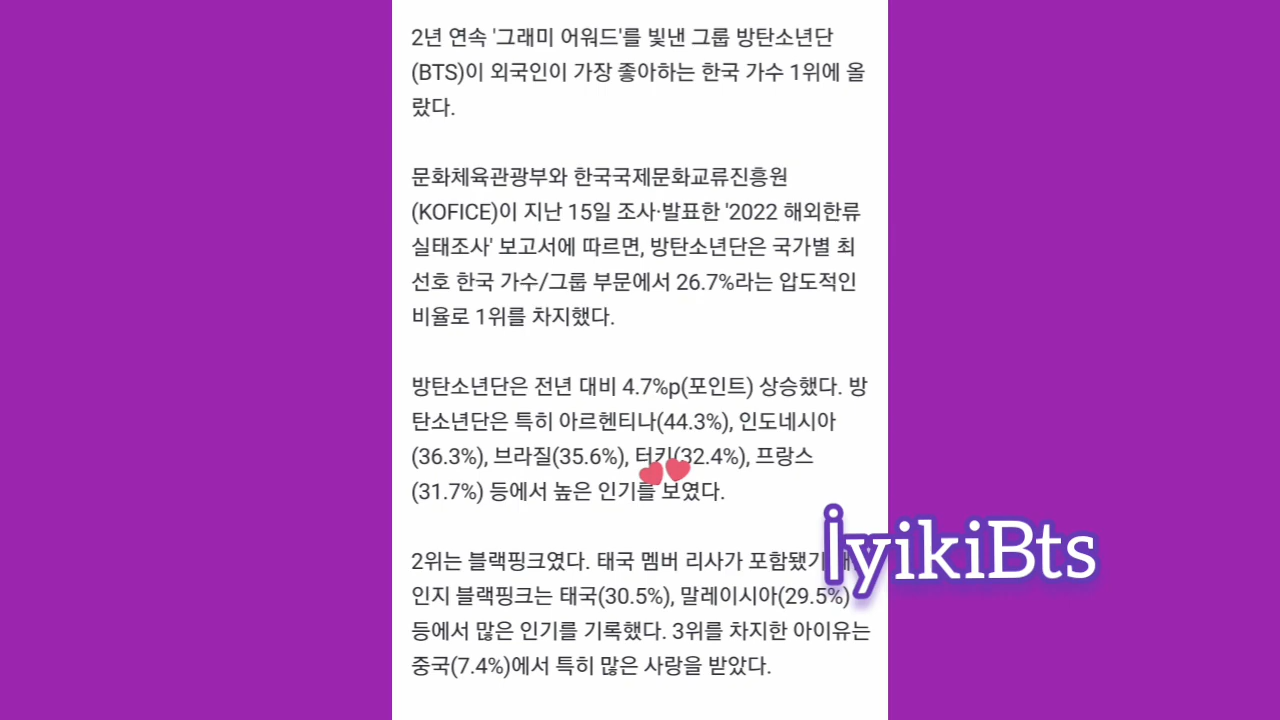 2년 연속 '그래미 어워드'를 빛낸 그룹 방탄소년단
(BTS)이 외국인이 가장 좋아하는 한국 가수 1위에 올
랐다.
문화체육관광부와 한국국제문화교류진흥원
(KOFICE)이 지난 15일 조사·발표한 '2022 해외한류
실태조사' 보고서에 따르면, 방탄소년단은 국가별 최
선호 한국 가수/그룹 부문에서 26.7%라는 압도적인
비율로 1위를 차지했다.
방탄소년단은 전년 대비 4.7%p(포인트) 상승했다. 방
탄소년단은 특히 아르헨티나(44.3%), 인도네시아
(36.3%), 브라질(35.6%), 터키(32.4%), 프랑스
(31.7%) 등에서 높은 인기를 보였다.
2위는 블랙핑크였다. 태국 멤버 리사가 포함됐기
인지 블랙핑크는 태국(30.5%), 말레이시아(29.5%)
등에서 많은 인기를 기록했다. 3위를 차지한 아이유는
중국(7.4%)에서 특히 많은 사랑을 받았다.
İyikiBts